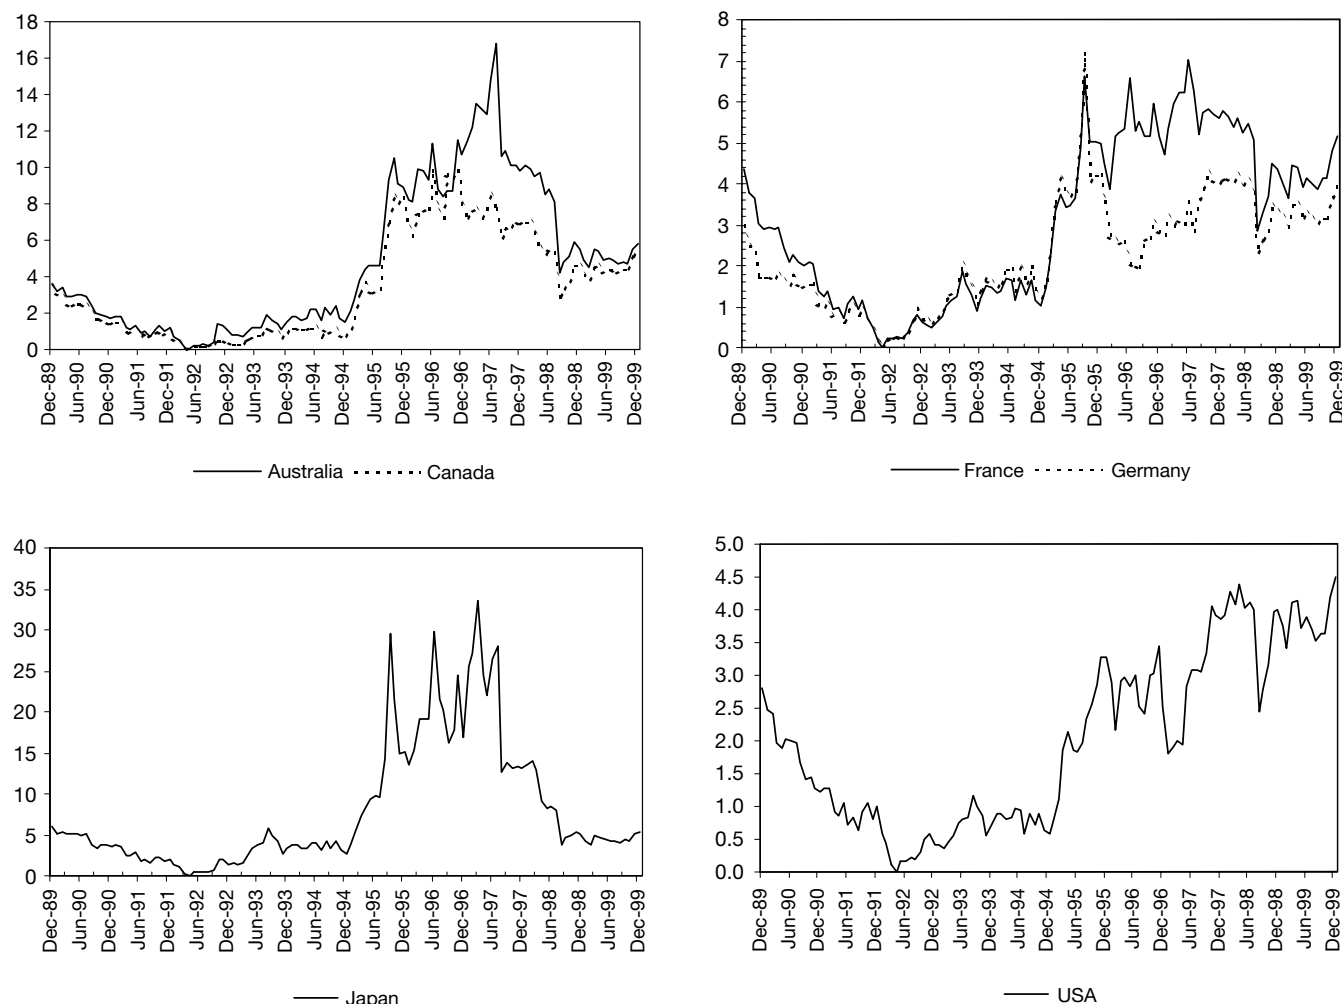 18
16
14
12
10
8
6
4
2
0
Dec-89
Jun-90
Dec-90
Jun-91
Dec-91
Jun-92
Dec-92
Jun-93
Dec-93
Jun-94
Dec-94
Jun-95
Dec-95
Jun-96
Dec-96
Jun-97
Dec-97
Jun-98
Dec-98
Jun-99
Dec-99
Australia Canada
8
7
6
5
4
3
2
1
0
Dec-89
Jun-90
Dec-90
Jun-91
Dec-91
Jun-92
Dec-92
Jun-93
Dec-93
Jun-94
Dec-94
Jun-95
Dec-95
Jun-96
Dec-96
Jun-97
Dec-97
Jun-98
Dec-98
Jun-99
Dec-99
France Germany
40
35
30
25
20
15
10
5
0
Dec-89
Jun-90
Dec-90
Jun-91
Dec-91
Jun-92
Dec-92
Jun-93
Dec-93
Jun-94
Dec-94
Jun-95
Dec-95
Jun-96
Dec-96
Jun-97
Dec-97
Jun-98
Dec-98
Jun-99
Dec-99
Japan
5.0
4.5
4.0
3.5
3.0
2.5
2.0
1.5
1.0
0.5
0.0
Dec-89
Jun-90
Dec-90
Jun-91
Dec-91
Jun-92
Dec-92
Jun-93
Dec-93
Jun-94
Dec-94
Jun-95
Dec-95
Jun-96
Dec-96
Jun-97
Dec-97
Jun-98
Dec-98
Jun-99
Dec-99
USA